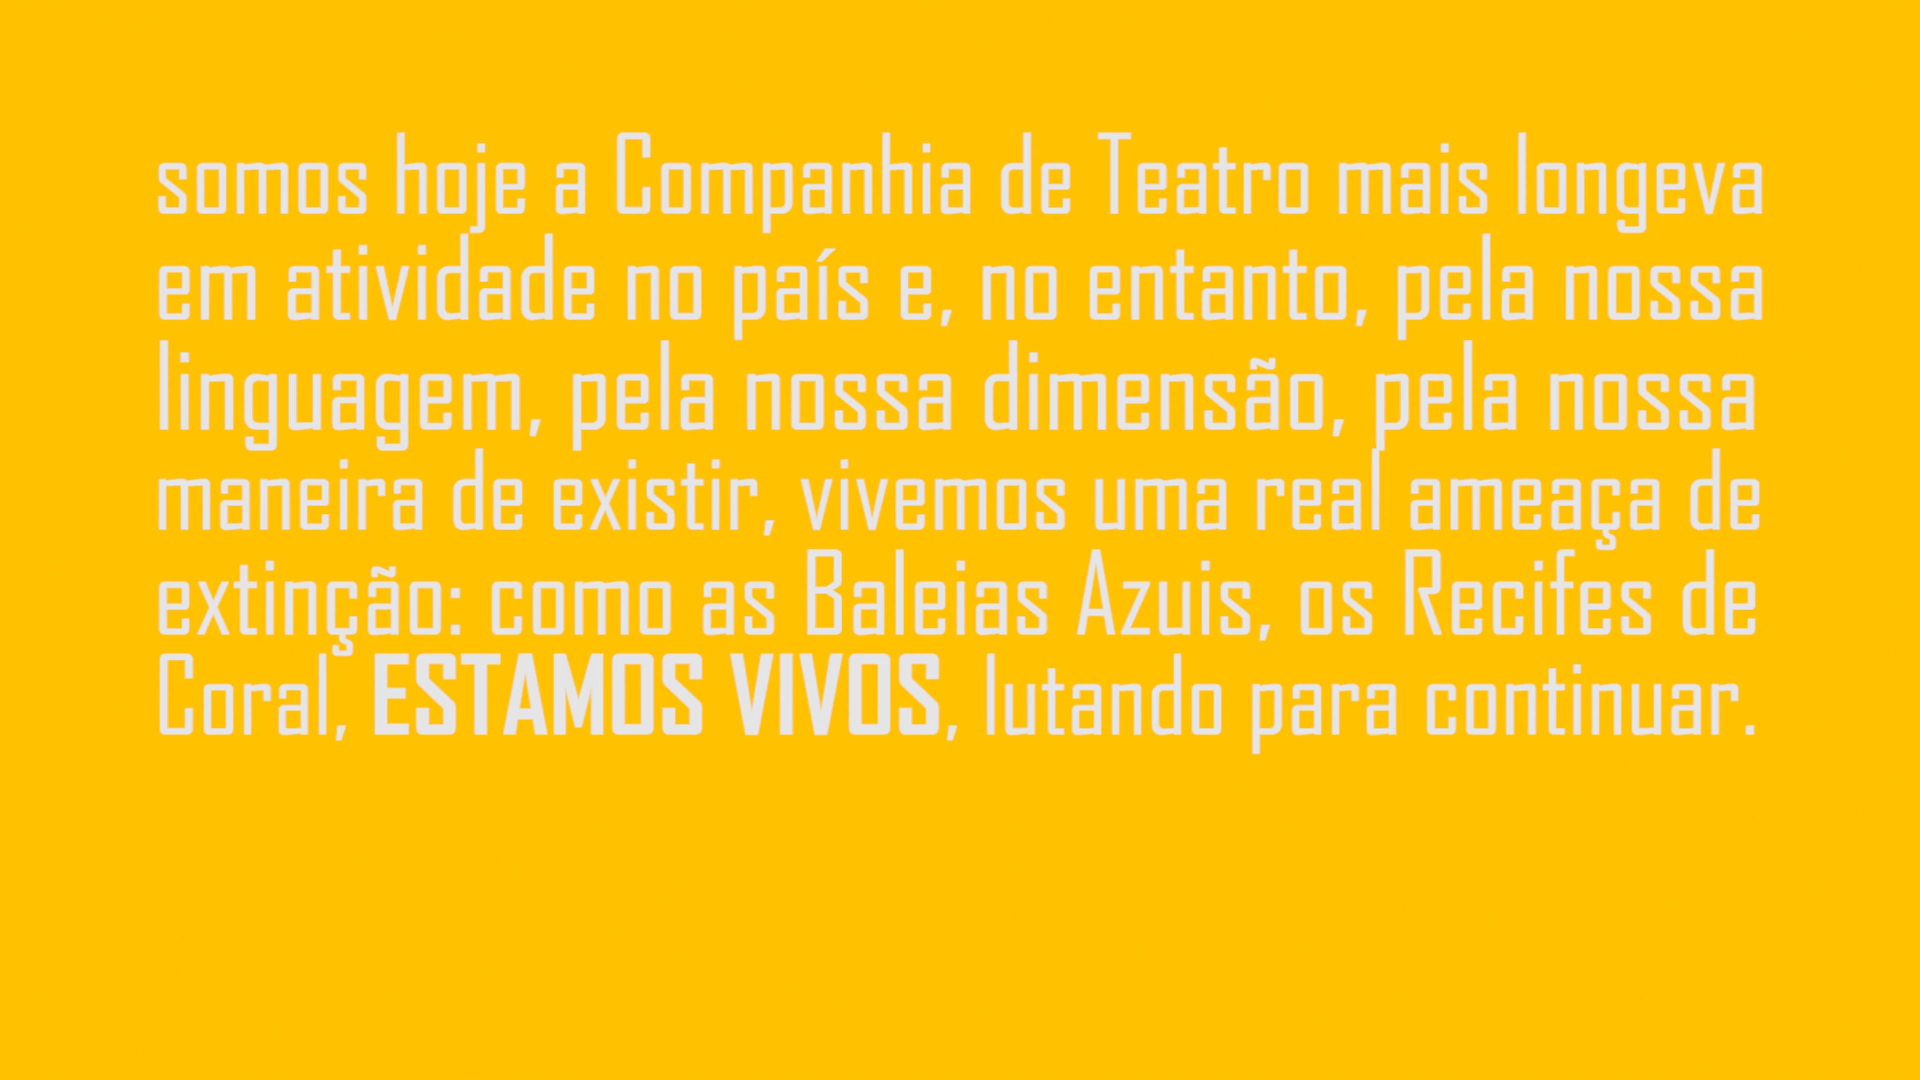 somos hoje a Companhia de Teatro mais longeva
em atividade no país e, no entanto, pela nossa
linguagem, pela nossa dimensão, pela nossa
maneira de existir, vivemos uma real ameaça de
extinção: como as Baleias Azuis, os Recifes de
Coral, ESTAMOS VIVOS, lutando para continuar.